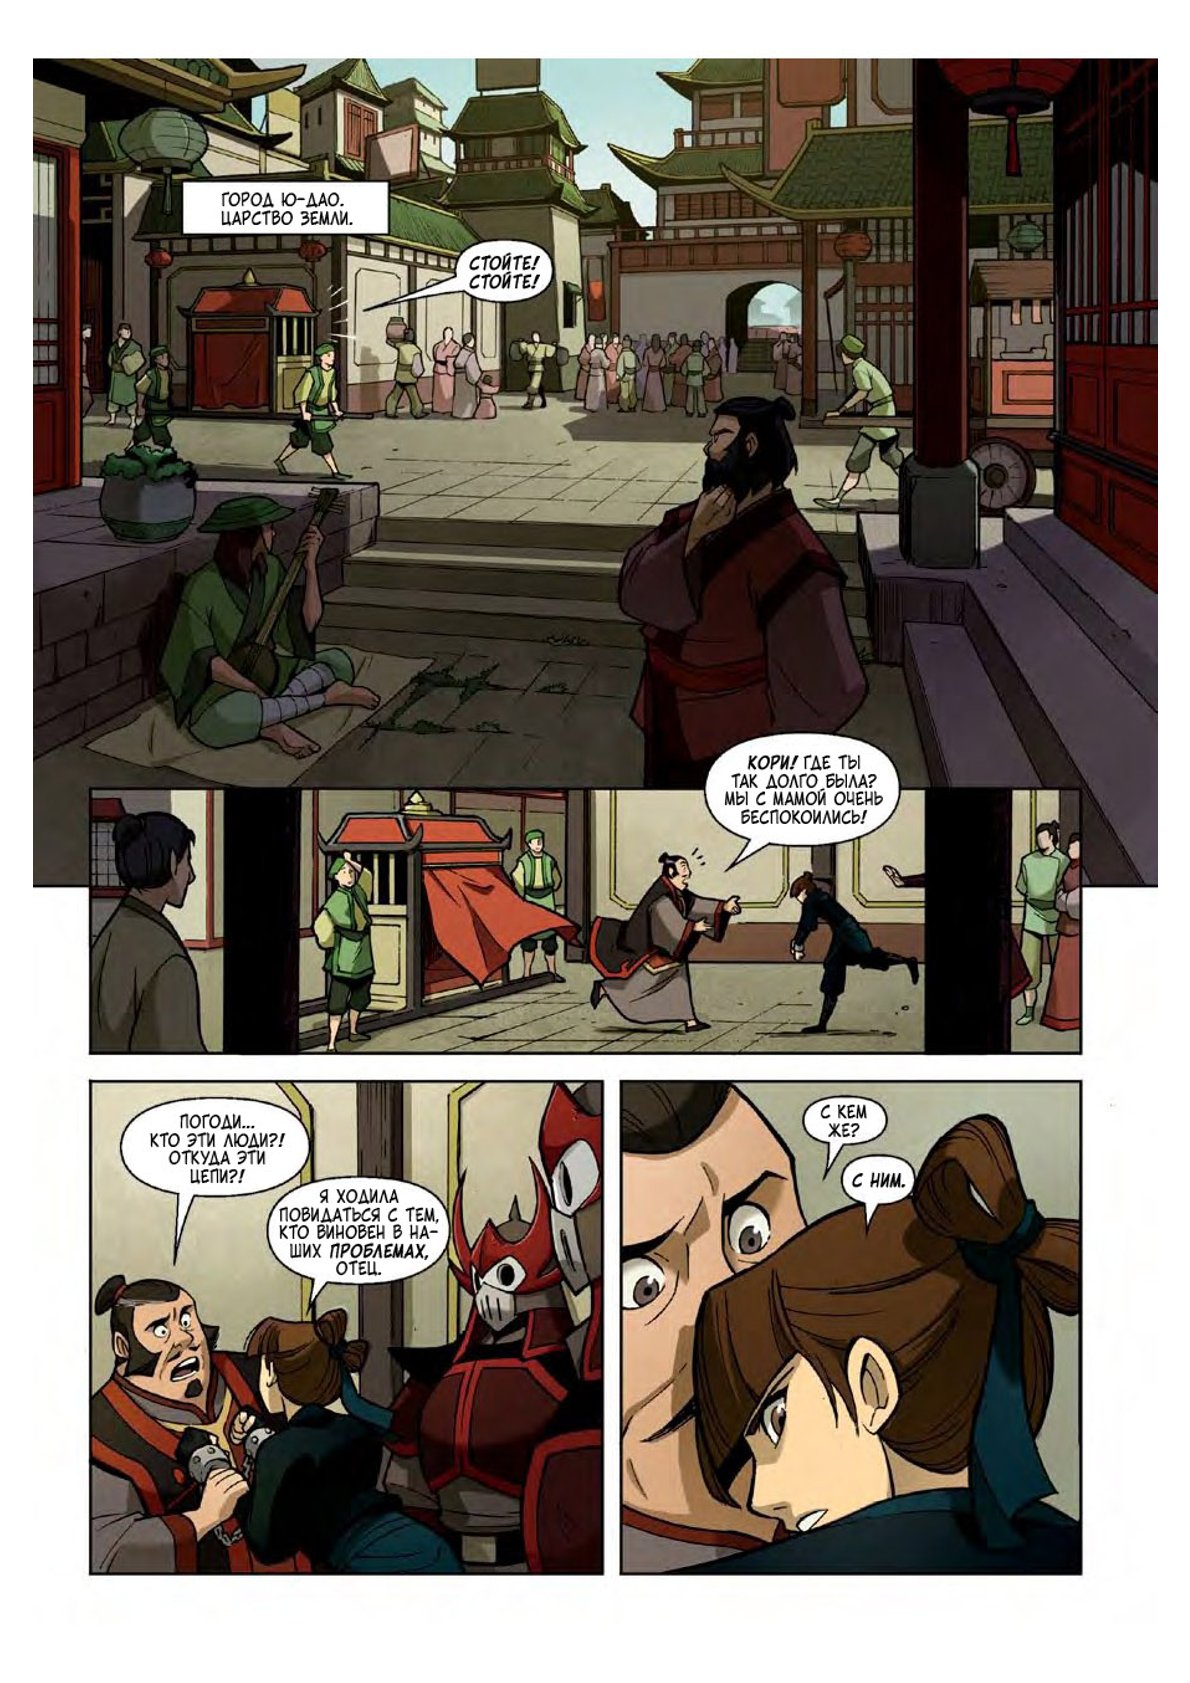 ГОРОД Ю-ДАО.
ЦАРСТВО ЗЕМЛИ.
СТОЙТЕ!
СТОЙТЕ!
КОРИ! ГДЕ ТЫ
ТАК ДОЛГО БЫЛА?
МЫ С МАМОЙ ОЧЕНЬ
БЕСПОКОИЛИСЬ!
ПОГОДИ...
КТО ЭТИ ЛЮДИ?!
ОТКУДА ЭТИ
ЦЕПИ?!
Я ХОДИЛА
ПОВИДАТЬСЯ С ТЕМ,
КТО ВИНОВЕН В НА-
ШИХ ПРОБЛЕМАХ,
ОТЕЦ.
С КЕМ
ЖЕ?
С НИМ.